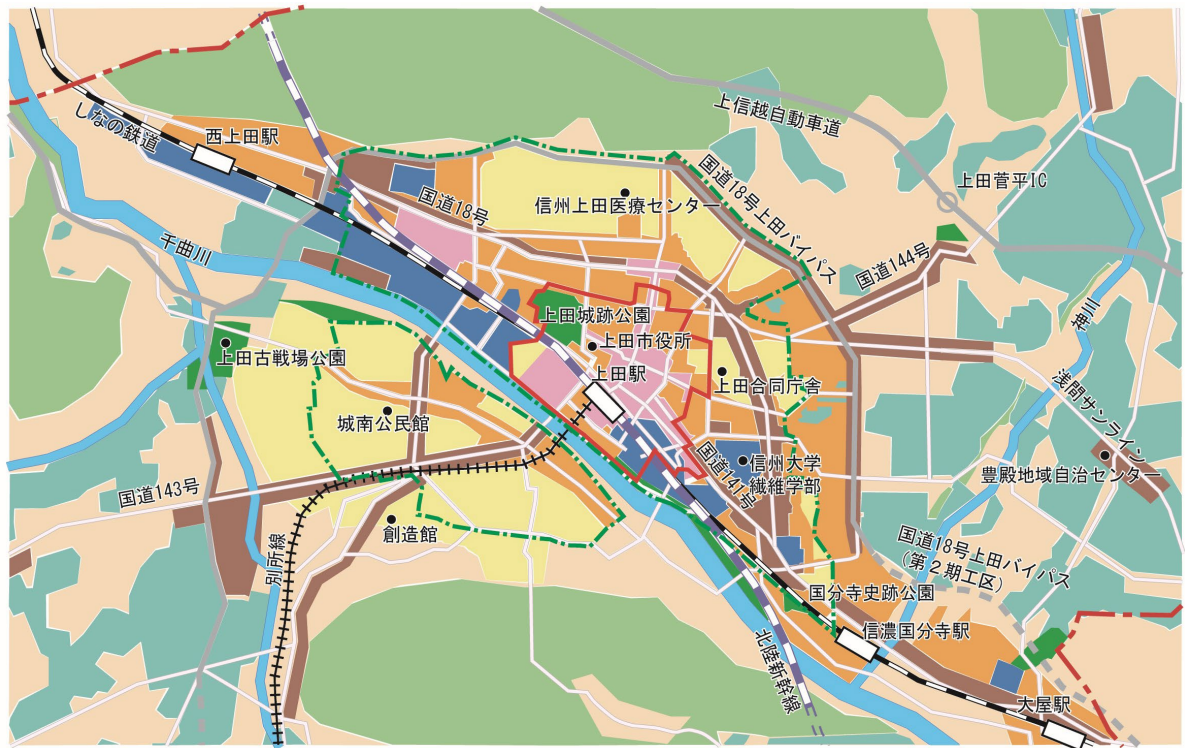 しなの鉄道
西上田駅
上信越自動車道
国道18号上田バイパス
上田菅平IC
信州上田医療センター
国道18号
千曲川
国道144号
神川
上田城跡公園
上田市役所
上田駅
上田古戦場公園
上田合同庁舎
浅間サンライン
城南公民館
国道141号
信州大学
繊維学部
豊殿地域自治センター
国道143号
創造館
別所線
国道18号上田バイパス
(第2期工区)
国分寺史跡公園
信濃国分寺駅
北陸新幹線
大屋駅